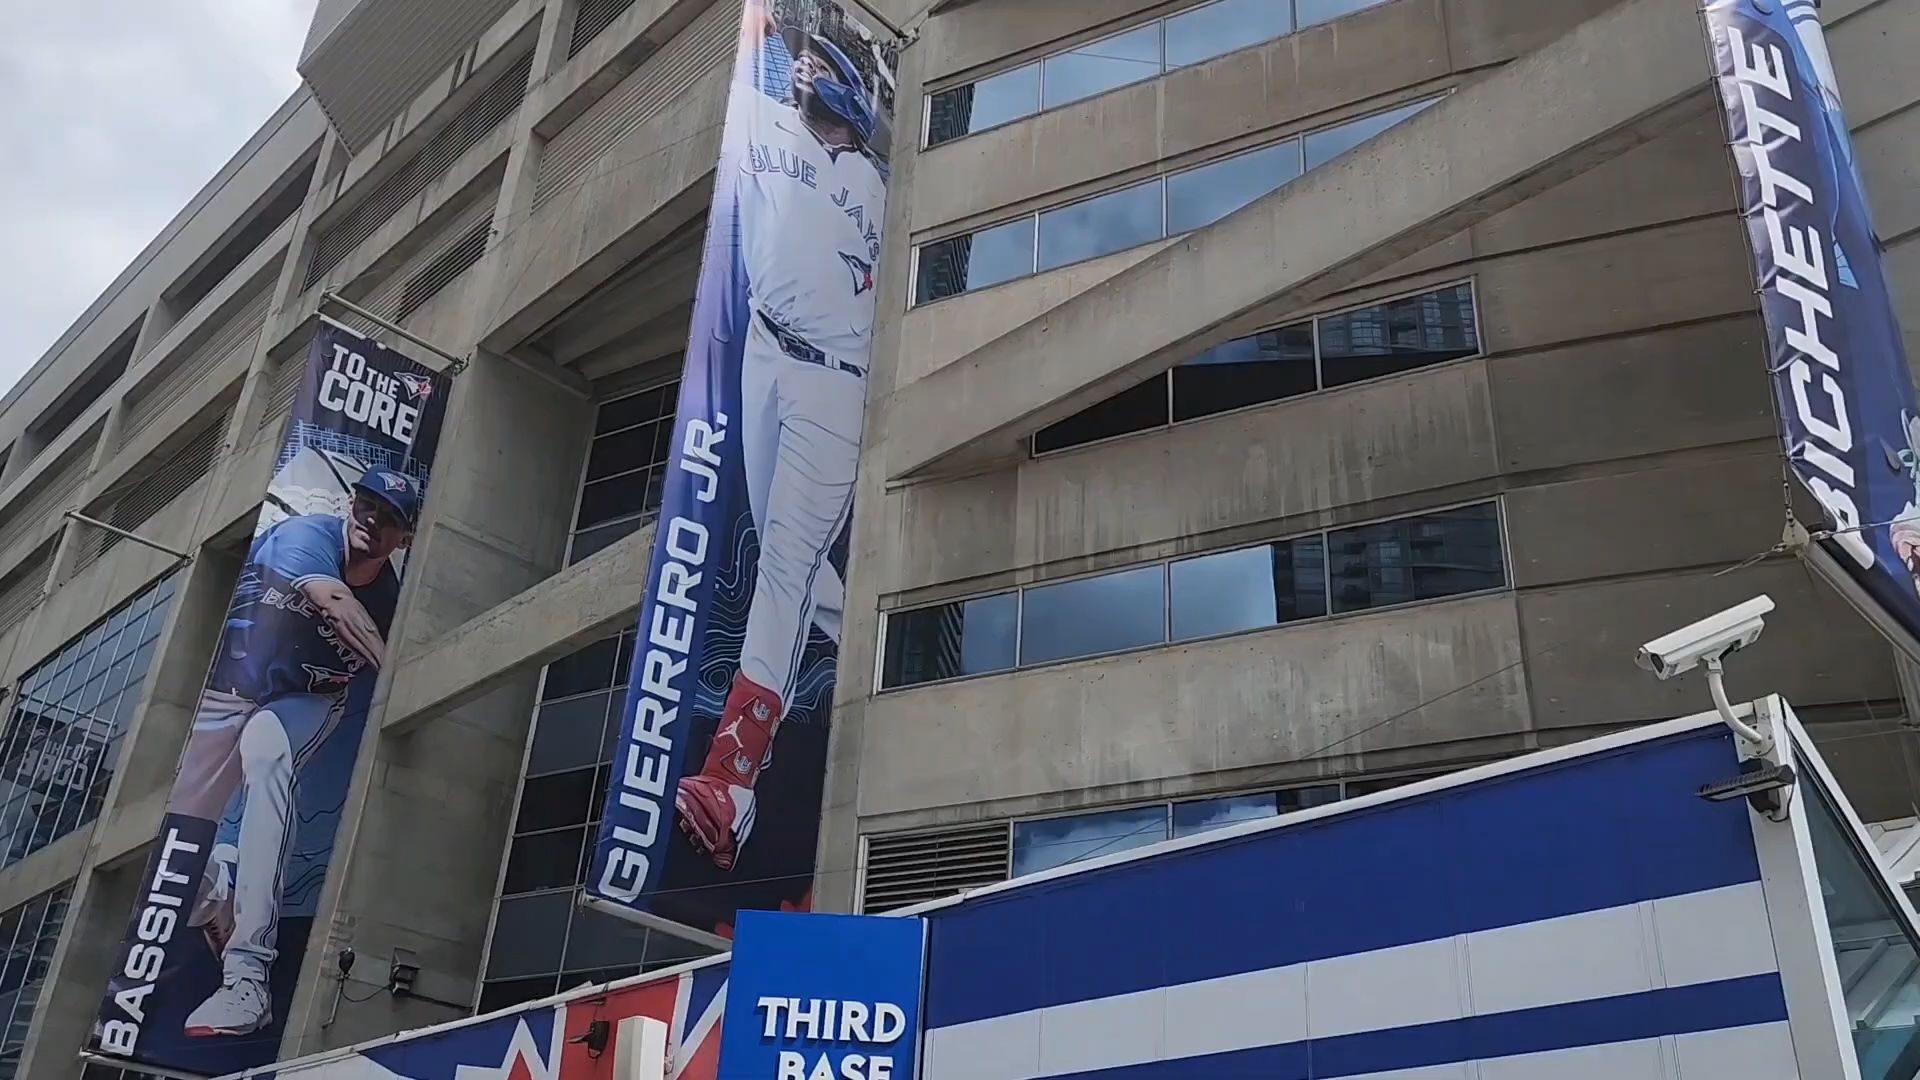 TO THE
CORE
BLUE JAYS
BASSITT
BLUE JAYS
GUERRERO JR.
BICHETTE
THIRD
BASE